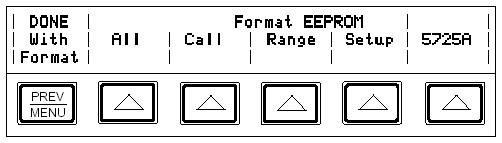 DONE Format EEPROM
With All Call Range Setup 5725A
Format
PREV
MENU